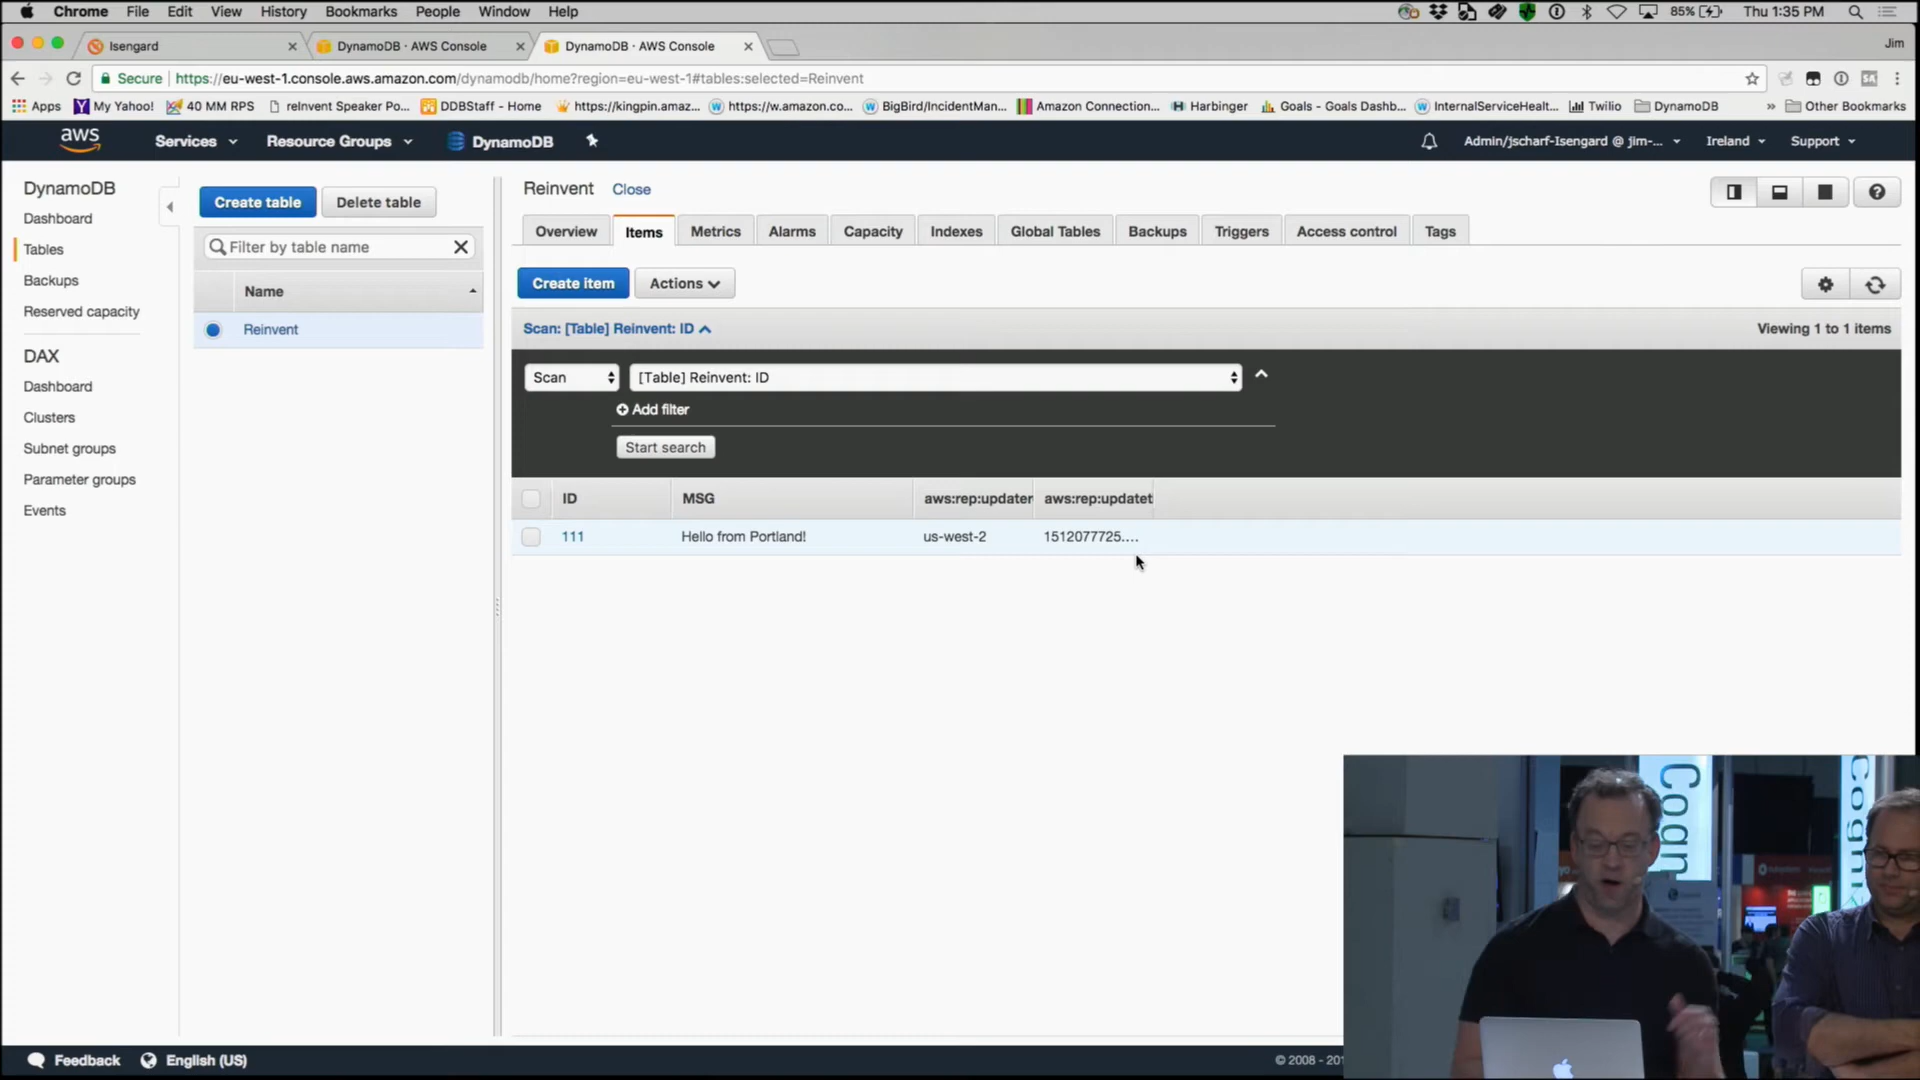 Chrome File Edit View History Bookmarks People Window Help 85% Thu 1:35 PM
Isengard DynamoDB · AWS Console DynamoDB · AWS Console Jim
Secure https://eu-west-1.console.aws.amazon.com/dynamodb/home?region=eu-west-1#tables:selected=Reinvent
Apps My Yahoo! 40 MM RPS reInvent Speaker Po... DDBStaff - Home https://kingpin.amaz... https://w.amazon.co... BigBird/IncidentMan... Amazon Connection... Harbinger Goals - Goals Dashb... InternalServiceHealt... Twilio DynamoDB » Other Bookmarks
aws Services Resource Groups DynamoDB Admin/jscharf-Isengard @ jim-... Ireland Support
DynamoDB
Dashboard
Tables
Backups
Reserved capacity
DAX
Dashboard
Clusters
Subnet groups
Parameter groups
Events
Create table Delete table
Filter by table name
Name
Reinvent
Reinvent Close
Overview Items Metrics Alarms Capacity Indexes Global Tables Backups Triggers Access control Tags
Create item Actions
Scan: [Table] Reinvent: ID Viewing 1 to 1 items
Scan [Table] Reinvent: ID
Add filter
Start search
ID MSG aws:rep:updater aws:rep:updatet
111 Hello from Portland! us-west-2 1512077725....
Cogn
Cogni
Feedback English (US) © 2008 - 201